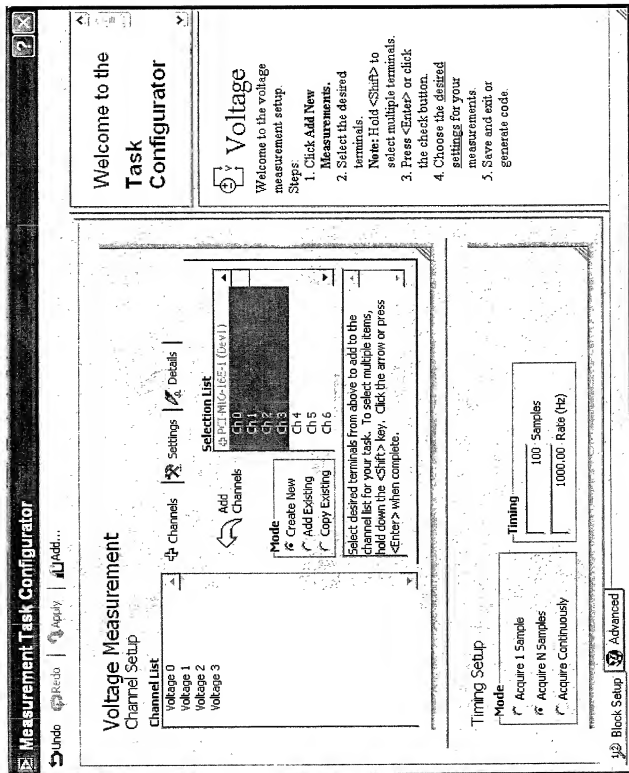 Measurement Task Configurator
Undo Redo Apply Add...
Voltage Measurement
Channel Setup
Channel List
Voltage 0
Voltage 1
Voltage 2
Voltage 3
Channels Settings Details
Add
Channels
Mode
Create New
Add Existing
Copy Existing
Selection List
PCI-MIO-16E-1 (Dev1)
Ch 0
Ch 1
Ch 2
Ch 3
Ch 4
Ch 5
Ch 6
Select desired terminals from above to add to the
channel list for your task. To select multiple items,
hold down the <Shift> key. Click the arrow or press
<Enter> when complete.
Timing Setup
Mode
Acquire 1 Sample
Acquire N Samples
Acquire Continuously
Timing
100 Samples
1000.00 Rate (Hz)
Block Setup Advanced
Welcome to the
Task
Configurator
Voltage
Welcome to the voltage
measurement setup.
Steps:
1. Click Add New
Measurements.
2. Select the desired
terminals.
Note: Hold <Shift> to
select multiple terminals.
3. Press <Enter> or click
the check button.
4. Choose the desired
settings for your
measurements.
5. Save and exit or
generate code.